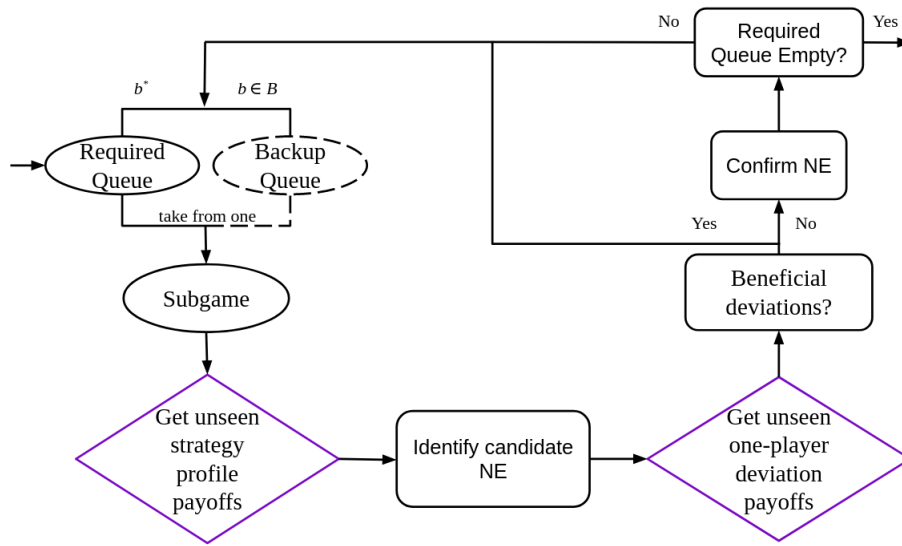 No
Required
Queue Empty?
Yes
b*
b ∈ B
Required
Queue
Backup
Queue
take from one
Confirm NE
Yes
No
Subgame
Beneficial
deviations?
Get unseen
strategy
profile
payoffs
Identify candidate
NE
Get unseen
one-player
deviation
payoffs